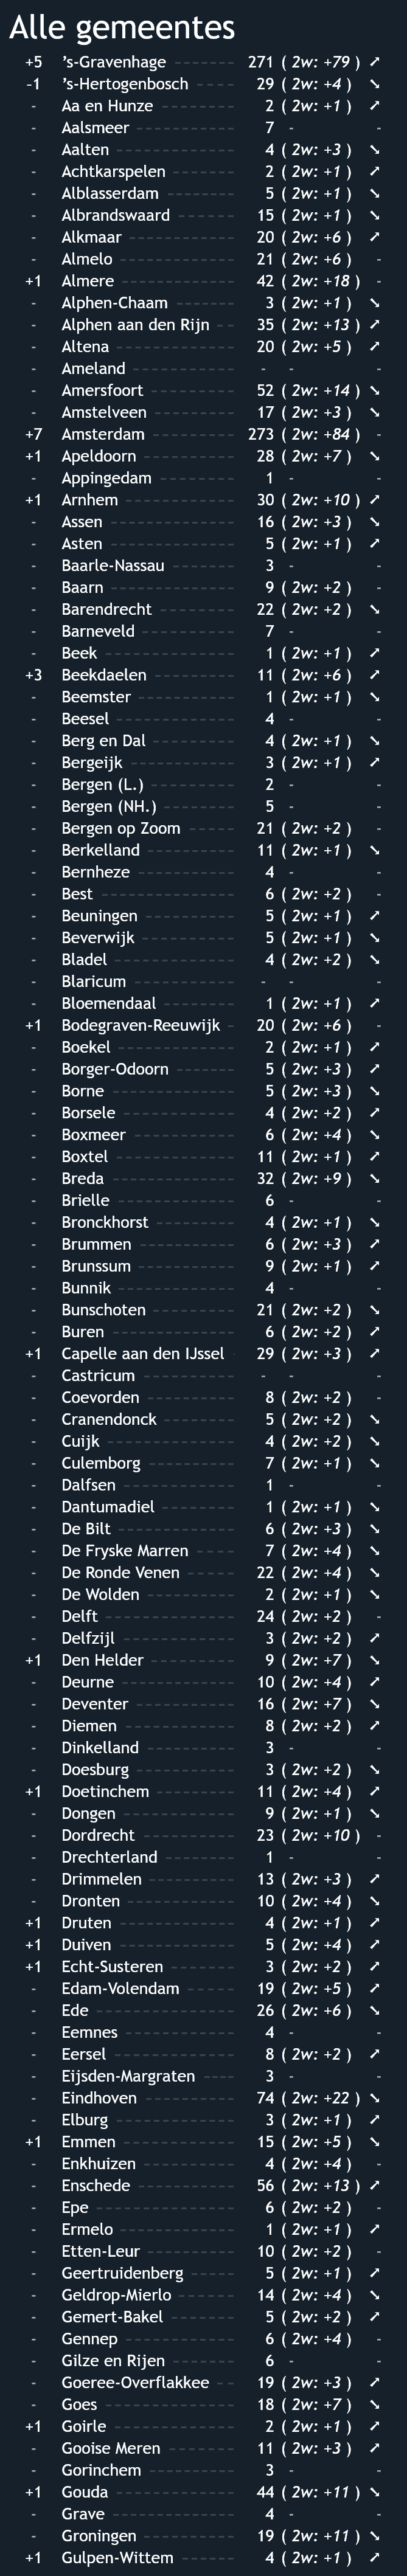 Alle gemeentes
+5 's-Gravenhage 271 ( 2w: +79 ) ➚
-1 's-Hertogenbosch 29 ( 2w: +4 ) ➘
- Aa en Hunze 2 ( 2w: +1 ) ➚
- Aalsmeer 7 - -
- Aalten 4 ( 2w: +3 ) ➘
- Achtkarspelen 2 ( 2w: +1 ) ➚
- Alblasserdam 5 ( 2w: +1 ) ➘
- Albrandswaard 15 ( 2w: +1 ) ➘
- Alkmaar 20 ( 2w: +6 ) ➚
- Almelo 21 ( 2w: +6 ) -
+1 Almere 42 ( 2w: +18 ) -
- Alphen-Chaam 3 ( 2w: +1 ) ➘
- Alphen aan den Rijn 35 ( 2w: +13 ) ➚
- Altena 20 ( 2w: +5 ) ➚
- Ameland - - -
- Amersfoort 52 ( 2w: +14 ) ➘
- Amstelveen 17 ( 2w: +3 ) ➘
+7 Amsterdam 273 ( 2w: +84 ) -
+1 Apeldoorn 28 ( 2w: +7 ) ➘
- Appingedam 1 - -
+1 Arnhem 30 ( 2w: +10 ) ➚
- Assen 16 ( 2w: +3 ) ➘
- Asten 5 ( 2w: +1 ) ➚
- Baarle-Nassau 3 - -
- Baarn 9 ( 2w: +2 ) -
- Barendrecht 22 ( 2w: +2 ) ➘
- Barneveld 7 - -
- Beek 1 ( 2w: +1 ) ➚
+3 Beekdaelen 11 ( 2w: +6 ) ➚
- Beemster 1 ( 2w: +1 ) ➘
- Beesel 4 - -
- Berg en Dal 4 ( 2w: +1 ) ➘
- Bergeijk 3 ( 2w: +1 ) ➚
- Bergen (L.) 2 - -
- Bergen (NH.) 5 - -
- Bergen op Zoom 21 ( 2w: +2 ) -
- Berkelland 11 ( 2w: +1 ) ➘
- Bernheze 4 - -
- Best 6 ( 2w: +2 ) -
- Beuningen 5 ( 2w: +1 ) ➚
- Beverwijk 5 ( 2w: +1 ) ➘
- Bladel 4 ( 2w: +2 ) ➘
- Blaricum - - -
- Bloemendaal 1 ( 2w: +1 ) ➚
+1 Bodegraven-Reeuwijk 20 ( 2w: +6 ) -
- Boekel 2 ( 2w: +1 ) ➚
- Borger-Odoorn 5 ( 2w: +3 ) ➚
- Borne 5 ( 2w: +3 ) ➘
- Borsele 4 ( 2w: +2 ) ➚
- Boxmeer 6 ( 2w: +4 ) ➘
- Boxtel 11 ( 2w: +1 ) ➚
- Breda 32 ( 2w: +9 ) ➘
- Brielle 6 - -
- Bronckhorst 4 ( 2w: +1 ) ➘
- Brummen 6 ( 2w: +3 ) ➚
- Brunssum 9 ( 2w: +1 ) ➚
- Bunnik 4 - -
- Bunschoten 21 ( 2w: +2 ) ➘
- Buren 6 ( 2w: +2 ) ➚
+1 Capelle aan den IJssel 29 ( 2w: +3 ) ➚
- Castricum - - -
- Coevorden 8 ( 2w: +2 ) -
- Cranendonck 5 ( 2w: +2 ) ➘
- Cuijk 4 ( 2w: +2 ) ➘
- Culemborg 7 ( 2w: +1 ) ➘
- Dalfsen 1 - -
- Dantumadiel 1 ( 2w: +1 ) ➘
- De Bilt 6 ( 2w: +3 ) ➘
- De Fryske Marren 7 ( 2w: +4 ) ➘
- De Ronde Venen 22 ( 2w: +4 ) ➘
- De Wolden 2 ( 2w: +1 ) ➘
- Delft 24 ( 2w: +2 ) -
- Delfzijl 3 ( 2w: +2 ) ➚
+1 Den Helder 9 ( 2w: +7 ) ➘
- Deurne 10 ( 2w: +4 ) ➚
- Deventer 16 ( 2w: +7 ) ➘
- Diemen 8 ( 2w: +2 ) ➚
- Dinkelland 3 - -
- Doesburg 3 ( 2w: +2 ) ➘
+1 Doetinchem 11 ( 2w: +4 ) ➚
- Dongen 9 ( 2w: +1 ) ➘
- Dordrecht 23 ( 2w: +10 ) -
- Drechterland 1 - -
- Drimmelen 13 ( 2w: +3 ) ➚
- Dronten 10 ( 2w: +4 ) ➘
+1 Druten 4 ( 2w: +1 ) ➚
+1 Duiven 5 ( 2w: +4 ) ➚
+1 Echt-Susteren 3 ( 2w: +2 ) ➚
- Edam-Volendam 19 ( 2w: +5 ) ➚
- Ede 26 ( 2w: +6 ) ➘
- Eemnes 4 - -
- Eersel 8 ( 2w: +2 ) ➚
- Eijsden-Margraten 3 - -
- Eindhoven 74 ( 2w: +22 ) ➘
- Elburg 3 ( 2w: +1 ) ➚
+1 Emmen 15 ( 2w: +5 ) ➘
- Enkhuizen 4 ( 2w: +4 ) -
- Enschede 56 ( 2w: +13 ) ➚
- Epe 6 ( 2w: +2 ) -
- Ermelo 1 ( 2w: +1 ) ➚
- Etten-Leur 10 ( 2w: +2 ) -
- Geertruidenberg 5 ( 2w: +1 ) ➚
- Geldrop-Mierlo 14 ( 2w: +4 ) ➘
- Gemert-Bakel 5 ( 2w: +2 ) ➚
- Gennep 6 ( 2w: +4 ) -
- Gilze en Rijen 6 - -
- Goeree-Overflakkee 19 ( 2w: +3 ) ➚
- Goes 18 ( 2w: +7 ) ➘
+1 Goirle 2 ( 2w: +1 ) ➚
- Gooise Meren 11 ( 2w: +3 ) ➚
- Gorinchem 3 - -
+1 Gouda 44 ( 2w: +11 ) ➘
- Grave 4 - -
- Groningen 19 ( 2w: +11 ) ➘
+1 Gulpen-Wittem 4 ( 2w: +1 ) ➚